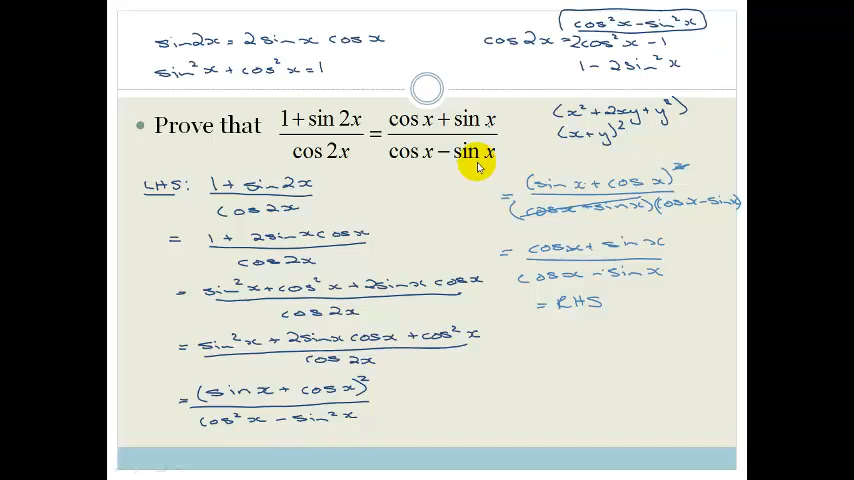 sin2x = 2sinx cosx
sin²x + cos²x = 1
cos²x - sin²x
cos2x = 2cos²x - 1
1 - 2sin²x
• Prove that (1 + sin 2x)/(cos 2x) = (cos x + sin x)/(cos x − sin x)
(x² + 2xy + y²)
(x + y)²
LHS: (1 + sin2x)/(cos2x)
= (1 + 2sinxcosx)/(cos2x)
= (sin²x + cos²x + 2sinx cosx)/(cos2x)
= (sin²x + 2sinx cosx + cos²x)/(cos2x)
= (sinx + cosx)²/(cos²x - sin²x)
= (sinx + cosx)²/(cosx + sinx)(cosx - sinx)
= (cosx + sinx)/(cosx - sinx)
= RHS